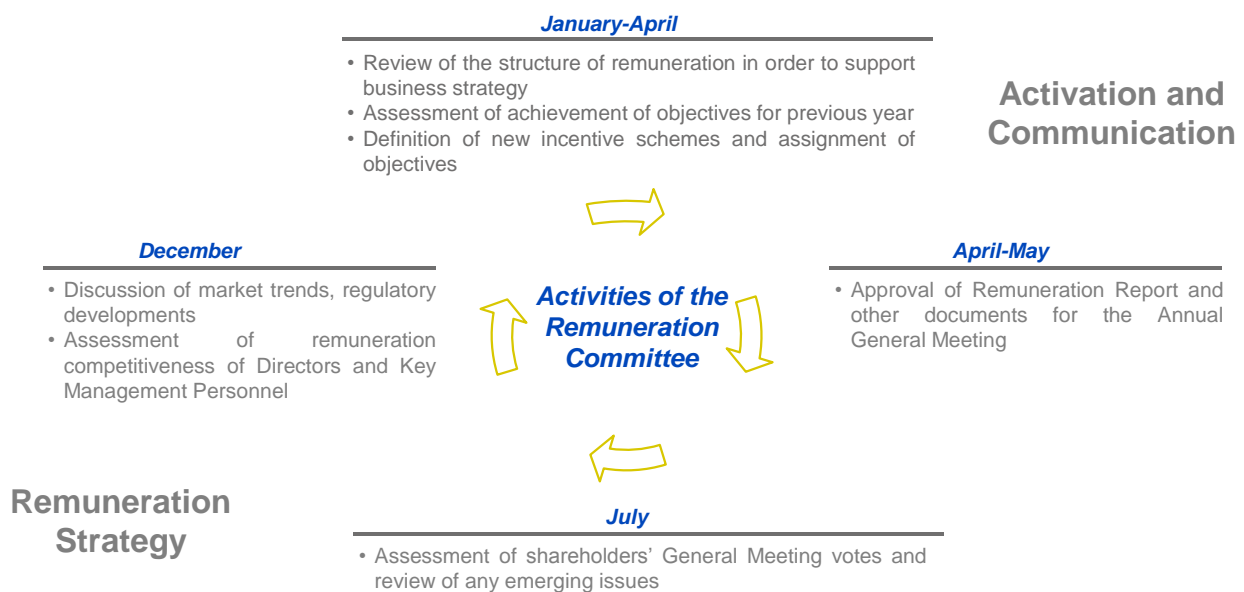 January-April
• Review of the structure of remuneration in order to support
business strategy
• Assessment of achievement of objectives for previous year
• Definition of new incentive schemes and assignment of
objectives
Activation and
Communication
December
• Discussion of market trends, regulatory
developments
• Assessment of remuneration
competitiveness of Directors and Key
Management Personnel
Activities of the
Remuneration
Committee
April-May
• Approval of Remuneration Report and
other documents for the Annual
General Meeting
Remuneration
Strategy
July
• Assessment of shareholders’ General Meeting votes and
review of any emerging issues